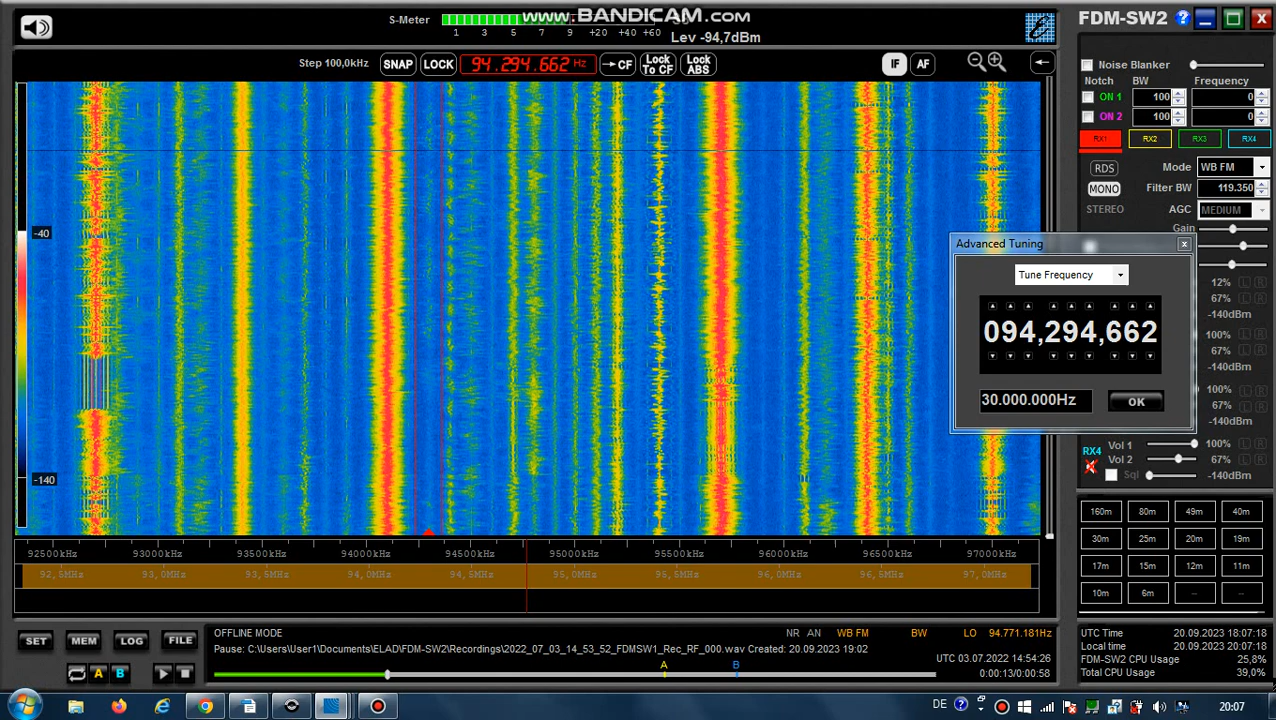 www.BANDICAM.com
S-Meter
1 3 5 7 9 +20 +40 +60
Lev -94,7dBm
FDM-SW2
Step 100,0kHz
SNAP
LOCK
94.294.662 Hz
→CF
Lock To CF
Lock ABS
IF
AF
Noise Blanker
Notch BW Frequency
ON 1 100 0
ON 2 100 0
RX1 RX2 RX3 RX4
RDS Mode WB FM
MONO Filter BW 119.350
STEREO AGC MEDIUM
Gain
-40
-140
Advanced Tuning
Tune Frequency
094,294,662
30.000.000Hz
OK
12%
67%
-140dBm
100%
67%
-140dBm
100%
67%
-140dBm
RX4
Vol 1 100% L R
Vol 2 67% L R
Sql -140dBm
92500kHz 93000kHz 93500kHz 94000kHz 94500kHz 95000kHz 95500kHz 96000kHz 96500kHz 97000kHz
92,5MHz 93,0MHz 93,5MHz 94,0MHz 94,5MHz 95,0MHz 95,5MHz 96,0MHz 96,5MHz 97,0MHz
160m 80m 49m 40m
30m 25m 20m 19m
17m 15m 12m 11m
10m 6m -- --
SET MEM LOG FILE
A B
OFFLINE MODE
NR AN WB FM BW LO 94.771.181Hz
Pause: C:\Users\User1\Documents\ELAD\FDM-SW2\Recordings\2022_07_03_14_53_52_FDMSW1_Rec_RF_000.wav Created: 20.09.2023 19:02
A B
UTC 03.07.2022 14:54:26
0:00:13/0:00:58
UTC Time 20.09.2023 18:07:18
Local time 20.09.2023 20:07:18
FDM-SW2 CPU Usage 25,8%
Total CPU Usage 39,0%
DE
20:07